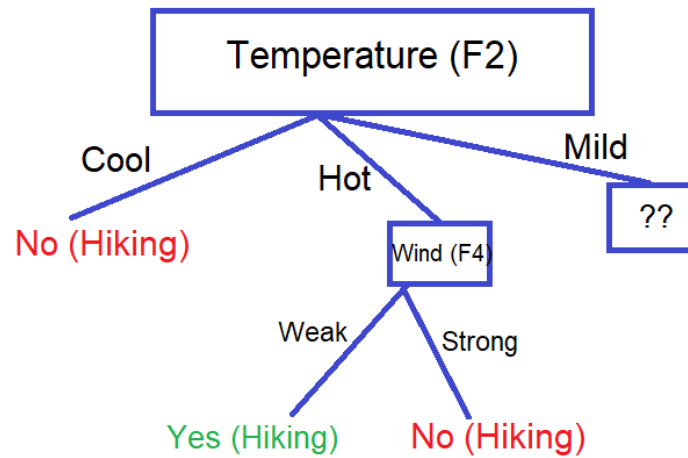 Temperature (F2)
Cool
Hot
Mild
No (Hiking)
Wind (F4)
??
Weak
Strong
Yes (Hiking)
No (Hiking)